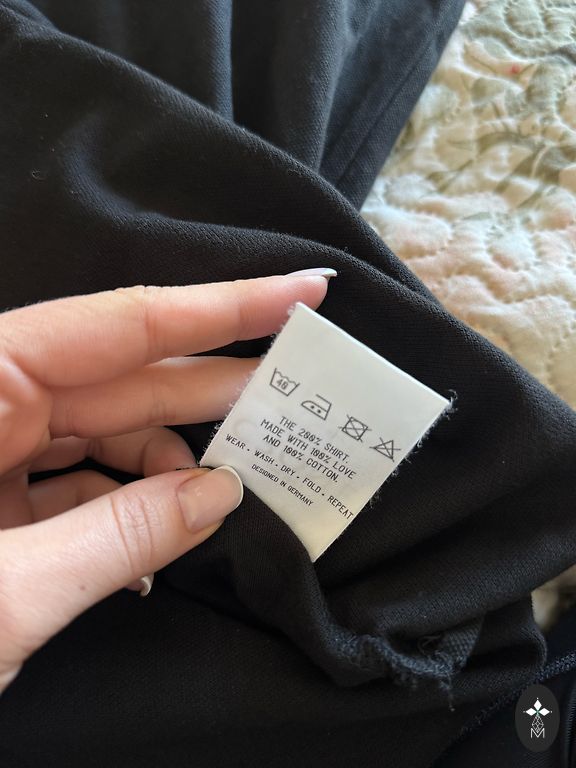 40
THE 200% SHIRT
MADE WITH 100% LOVE
AND 100% COTTON.
WEAR . WASH . DRY . FOLD . REPEAT
DESIGNED IN GERMANY
M